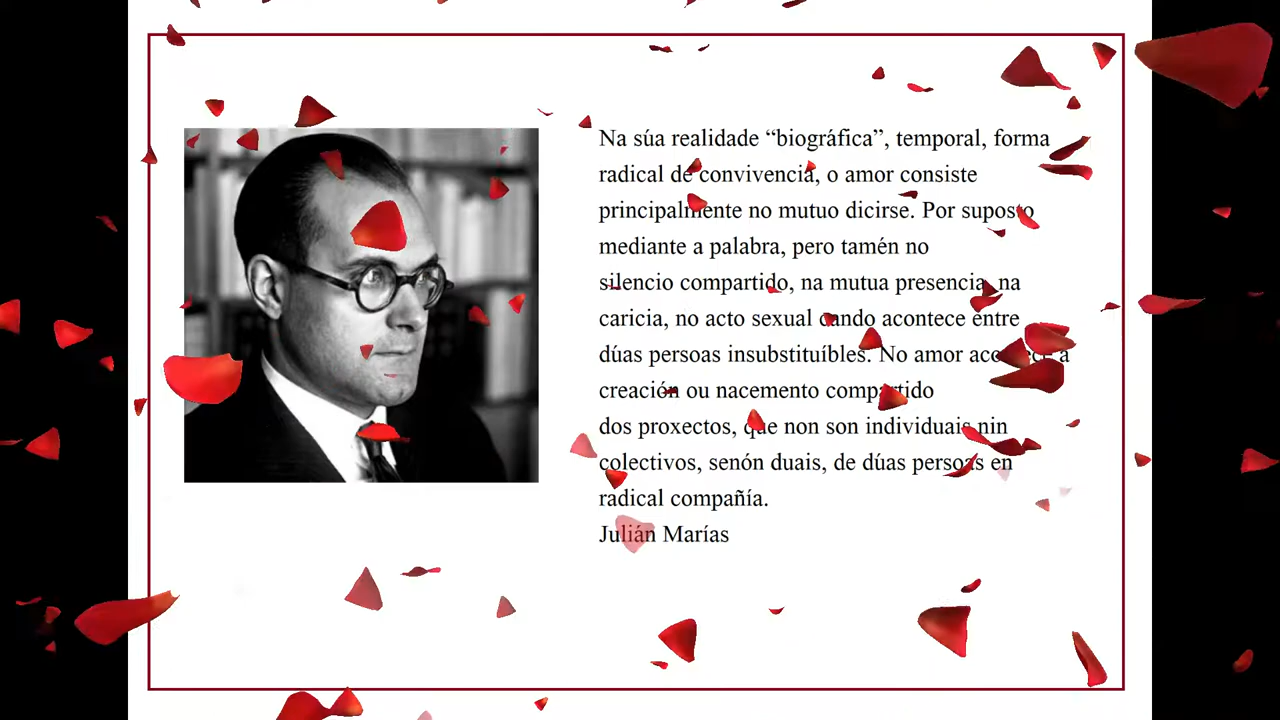 Na súa realidade “biográfica”, temporal, forma
radical de convivencia, o amor consiste
principalmente no mutuo dicirse. Por suposto
mediante a palabra, pero tamén no
silencio compartido, na mutua presencia, na
caricia, no acto sexual cando acontece entre
dúas persoas insubstituíbles. No amor acontece a
creación ou nacemento compartido
dos proxectos, que non son individuais nin
colectivos, senón duais, de dúas persoas en
radical compañía.
Julián Marías